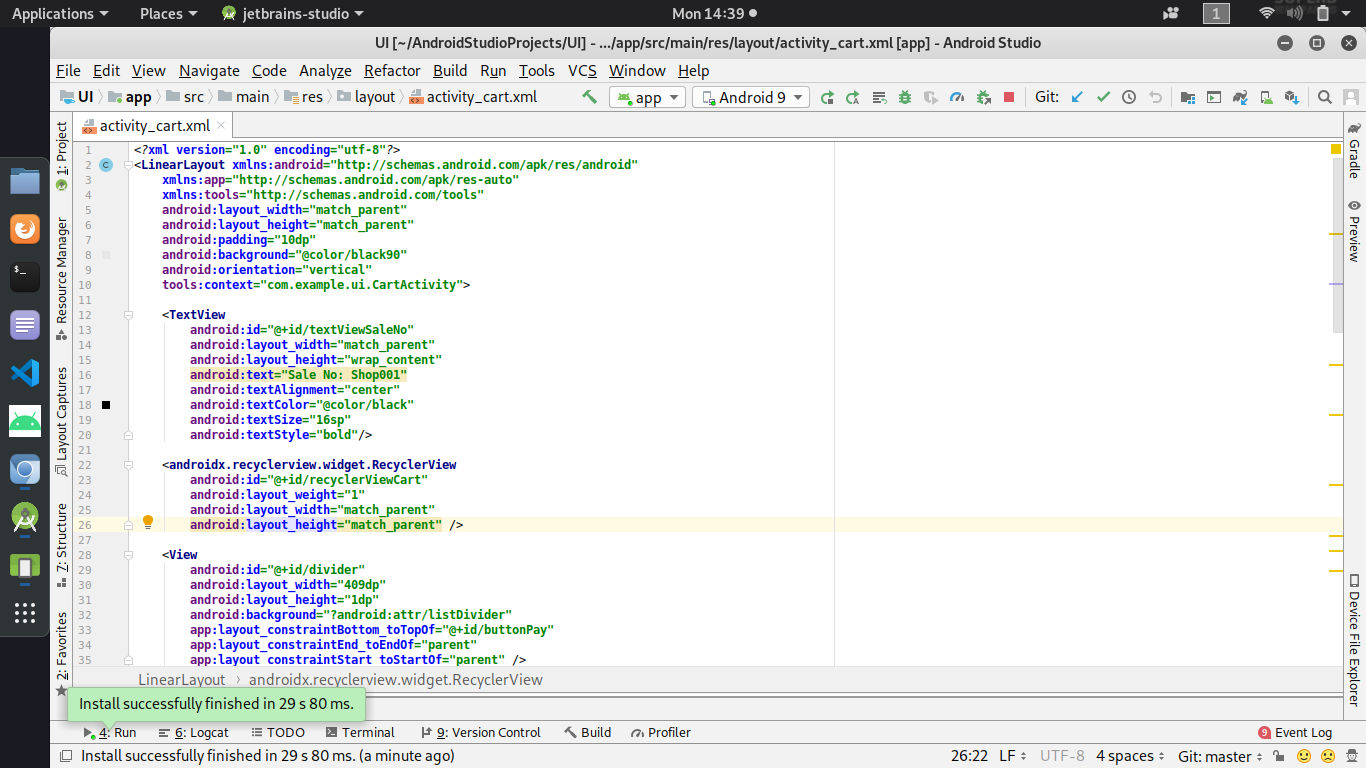 Applications Places jetbrains-studio Mon 14:39 1
UI [~/AndroidStudioProjects/UI] - .../app/src/main/res/layout/activity_cart.xml [app] - Android Studio
File Edit View Navigate Code Analyze Refactor Build Run Tools VCS Window Help
UI app src main res layout activity_cart.xml app Android 9 Git:
activity_cart.xml
1: Project
Resource Manager
Layout Captures
7: Structure
2: Favorites
1 <?xml version="1.0" encoding="utf-8"?>
2 <LinearLayout xmlns:android="http://schemas.android.com/apk/res/android"
3 xmlns:app="http://schemas.android.com/apk/res-auto"
4 xmlns:tools="http://schemas.android.com/tools"
5 android:layout_width="match_parent"
6 android:layout_height="match_parent"
7 android:padding="10dp"
8 android:background="@color/black90"
9 android:orientation="vertical"
10 tools:context="com.example.ui.CartActivity">
11
12 <TextView
13 android:id="@+id/textViewSaleNo"
14 android:layout_width="match_parent"
15 android:layout_height="wrap_content"
16 android:text="Sale No: Shop001"
17 android:textAlignment="center"
18 android:textColor="@color/black"
19 android:textSize="16sp"
20 android:textStyle="bold"/>
21
22 <androidx.recyclerview.widget.RecyclerView
23 android:id="@+id/recyclerViewCart"
24 android:layout_weight="1"
25 android:layout_width="match_parent"
26 android:layout_height="match_parent" />
27
28 <View
29 android:id="@+id/divider"
30 android:layout_width="409dp"
31 android:layout_height="1dp"
32 android:background="?android:attr/listDivider"
33 app:layout_constraintBottom_toTopOf="@+id/buttonPay"
34 app:layout_constraintEnd_toEndOf="parent"
35 app:layout_constraintStart_toStartOf="parent" />
Gradle
Preview
Device File Explorer
LinearLayout › androidx.recyclerview.widget.RecyclerView
Install successfully finished in 29 s 80 ms.
4: Run 6: Logcat TODO Terminal 9: Version Control Build Profiler 9 Event Log
Install successfully finished in 29 s 80 ms. (a minute ago) 26:22 LF UTF-8 4 spaces Git: master